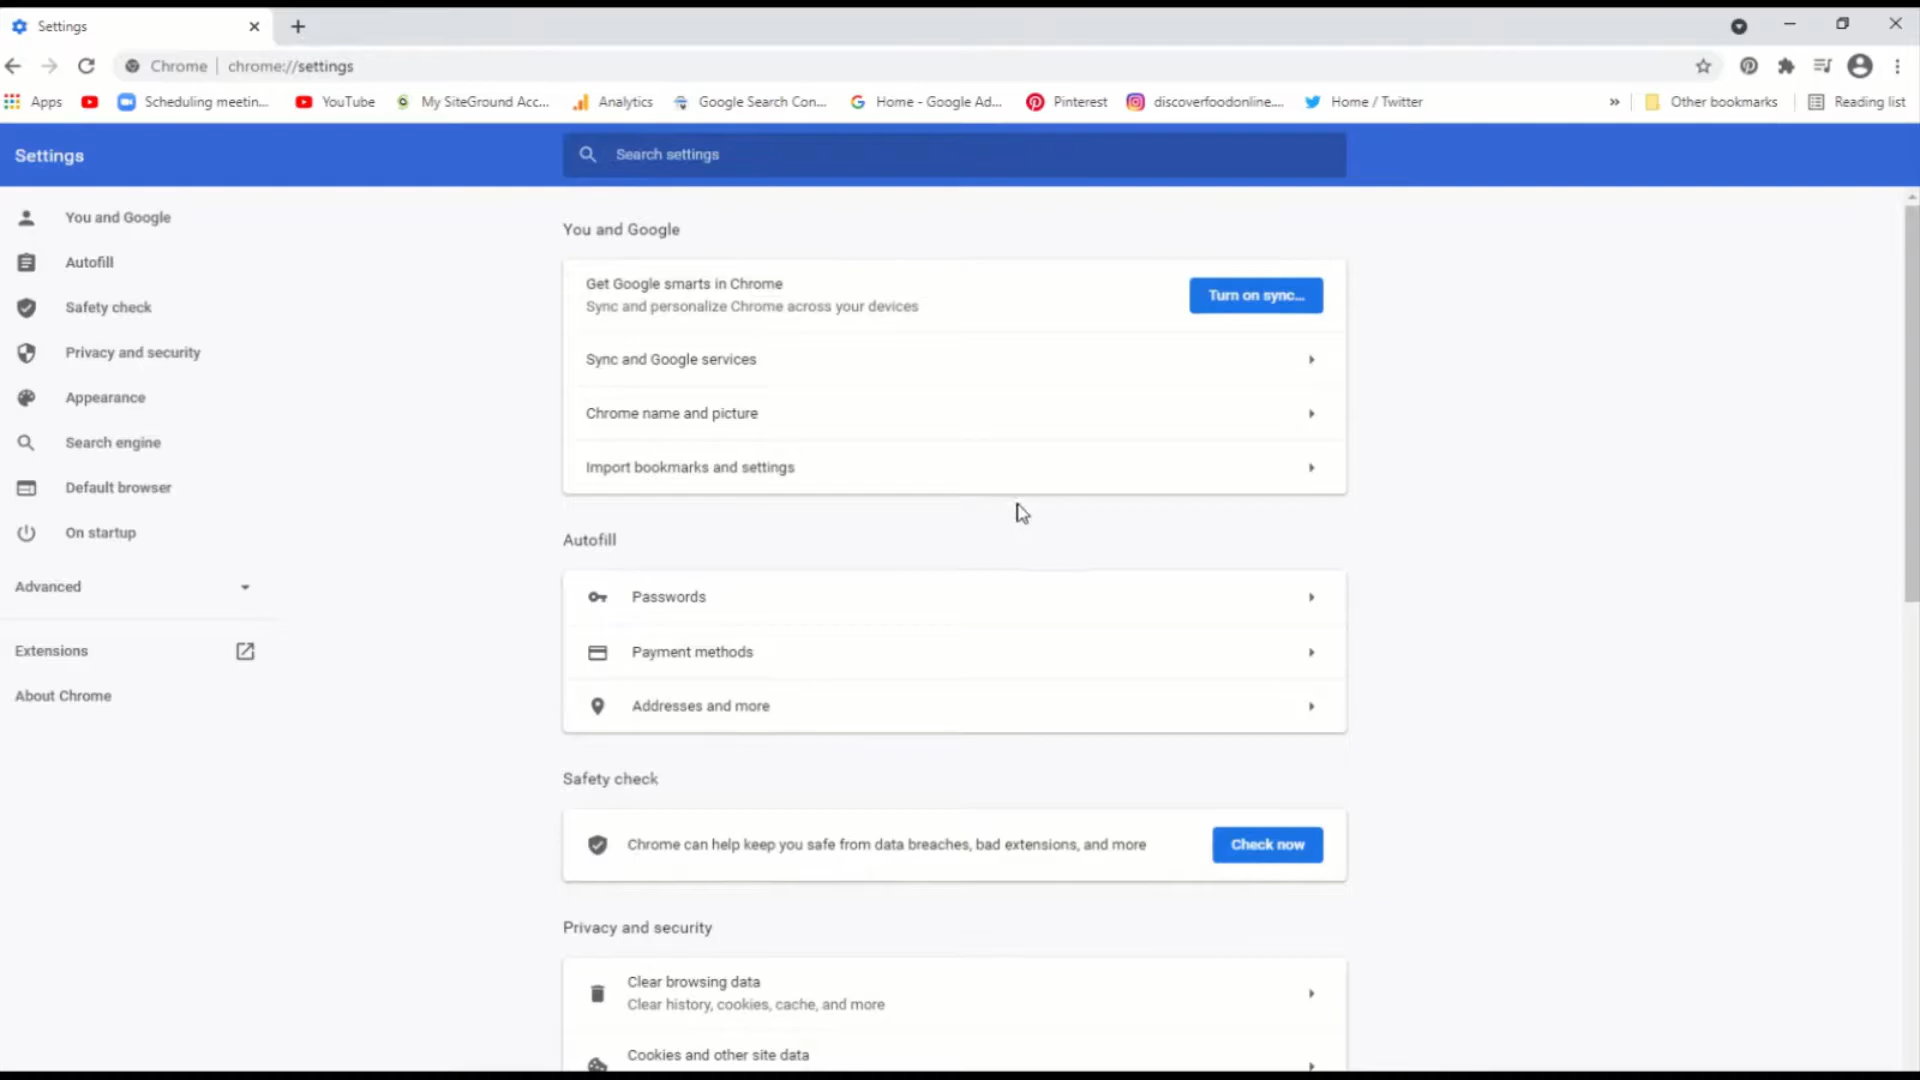 Settings
Chrome | chrome://settings
Apps Scheduling meetin... YouTube My SiteGround Acc... Analytics Google Search Con... Home - Google Ad... Pinterest discoverfoodonline.... Home / Twitter » Other bookmarks Reading list
Settings
Search settings
You and Google
Autofill
Safety check
Privacy and security
Appearance
Search engine
Default browser
On startup
Advanced
Extensions
About Chrome
You and Google
Get Google smarts in Chrome
Sync and personalize Chrome across your devices
Turn on sync...
Sync and Google services
Chrome name and picture
Import bookmarks and settings
Autofill
Passwords
Payment methods
Addresses and more
Safety check
Chrome can help keep you safe from data breaches, bad extensions, and more
Check now
Privacy and security
Clear browsing data
Clear history, cookies, cache, and more
Cookies and other site data